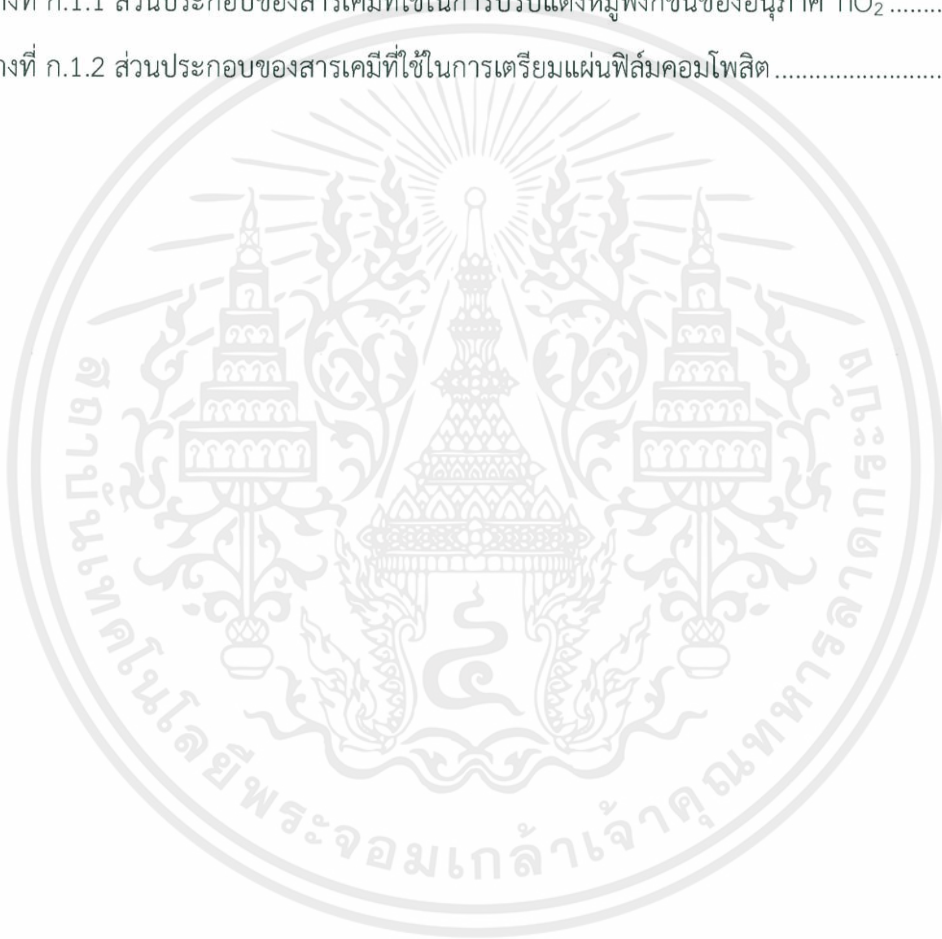 างที่ ก.1.1 ส่วนประกอบของสารเคมีที่ใช้ในการปรับแต่งหมู่ฟังก์ชันของอนุภาค TiO₂ ........
างที่ ก.1.2 ส่วนประกอบของสารเคมีที่ใช้ในการเตรียมแผ่นฟิล์มคอมโพสิต ........................
สถาบันเทคโนโลยีพระจอมเกล้าเจ้าคุณทหารลาดกระบัง
๔